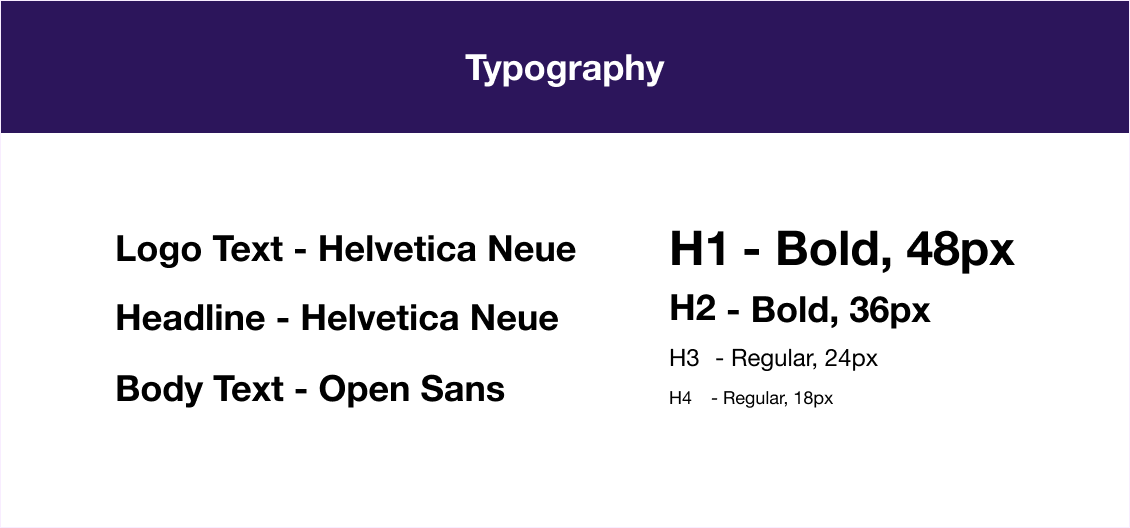 Typography
Logo Text - Helvetica Neue
Headline - Helvetica Neue
Body Text - Open Sans
H1 - Bold, 48px
H2 - Bold, 36px
H3 - Regular, 24px
H4 - Regular, 18px